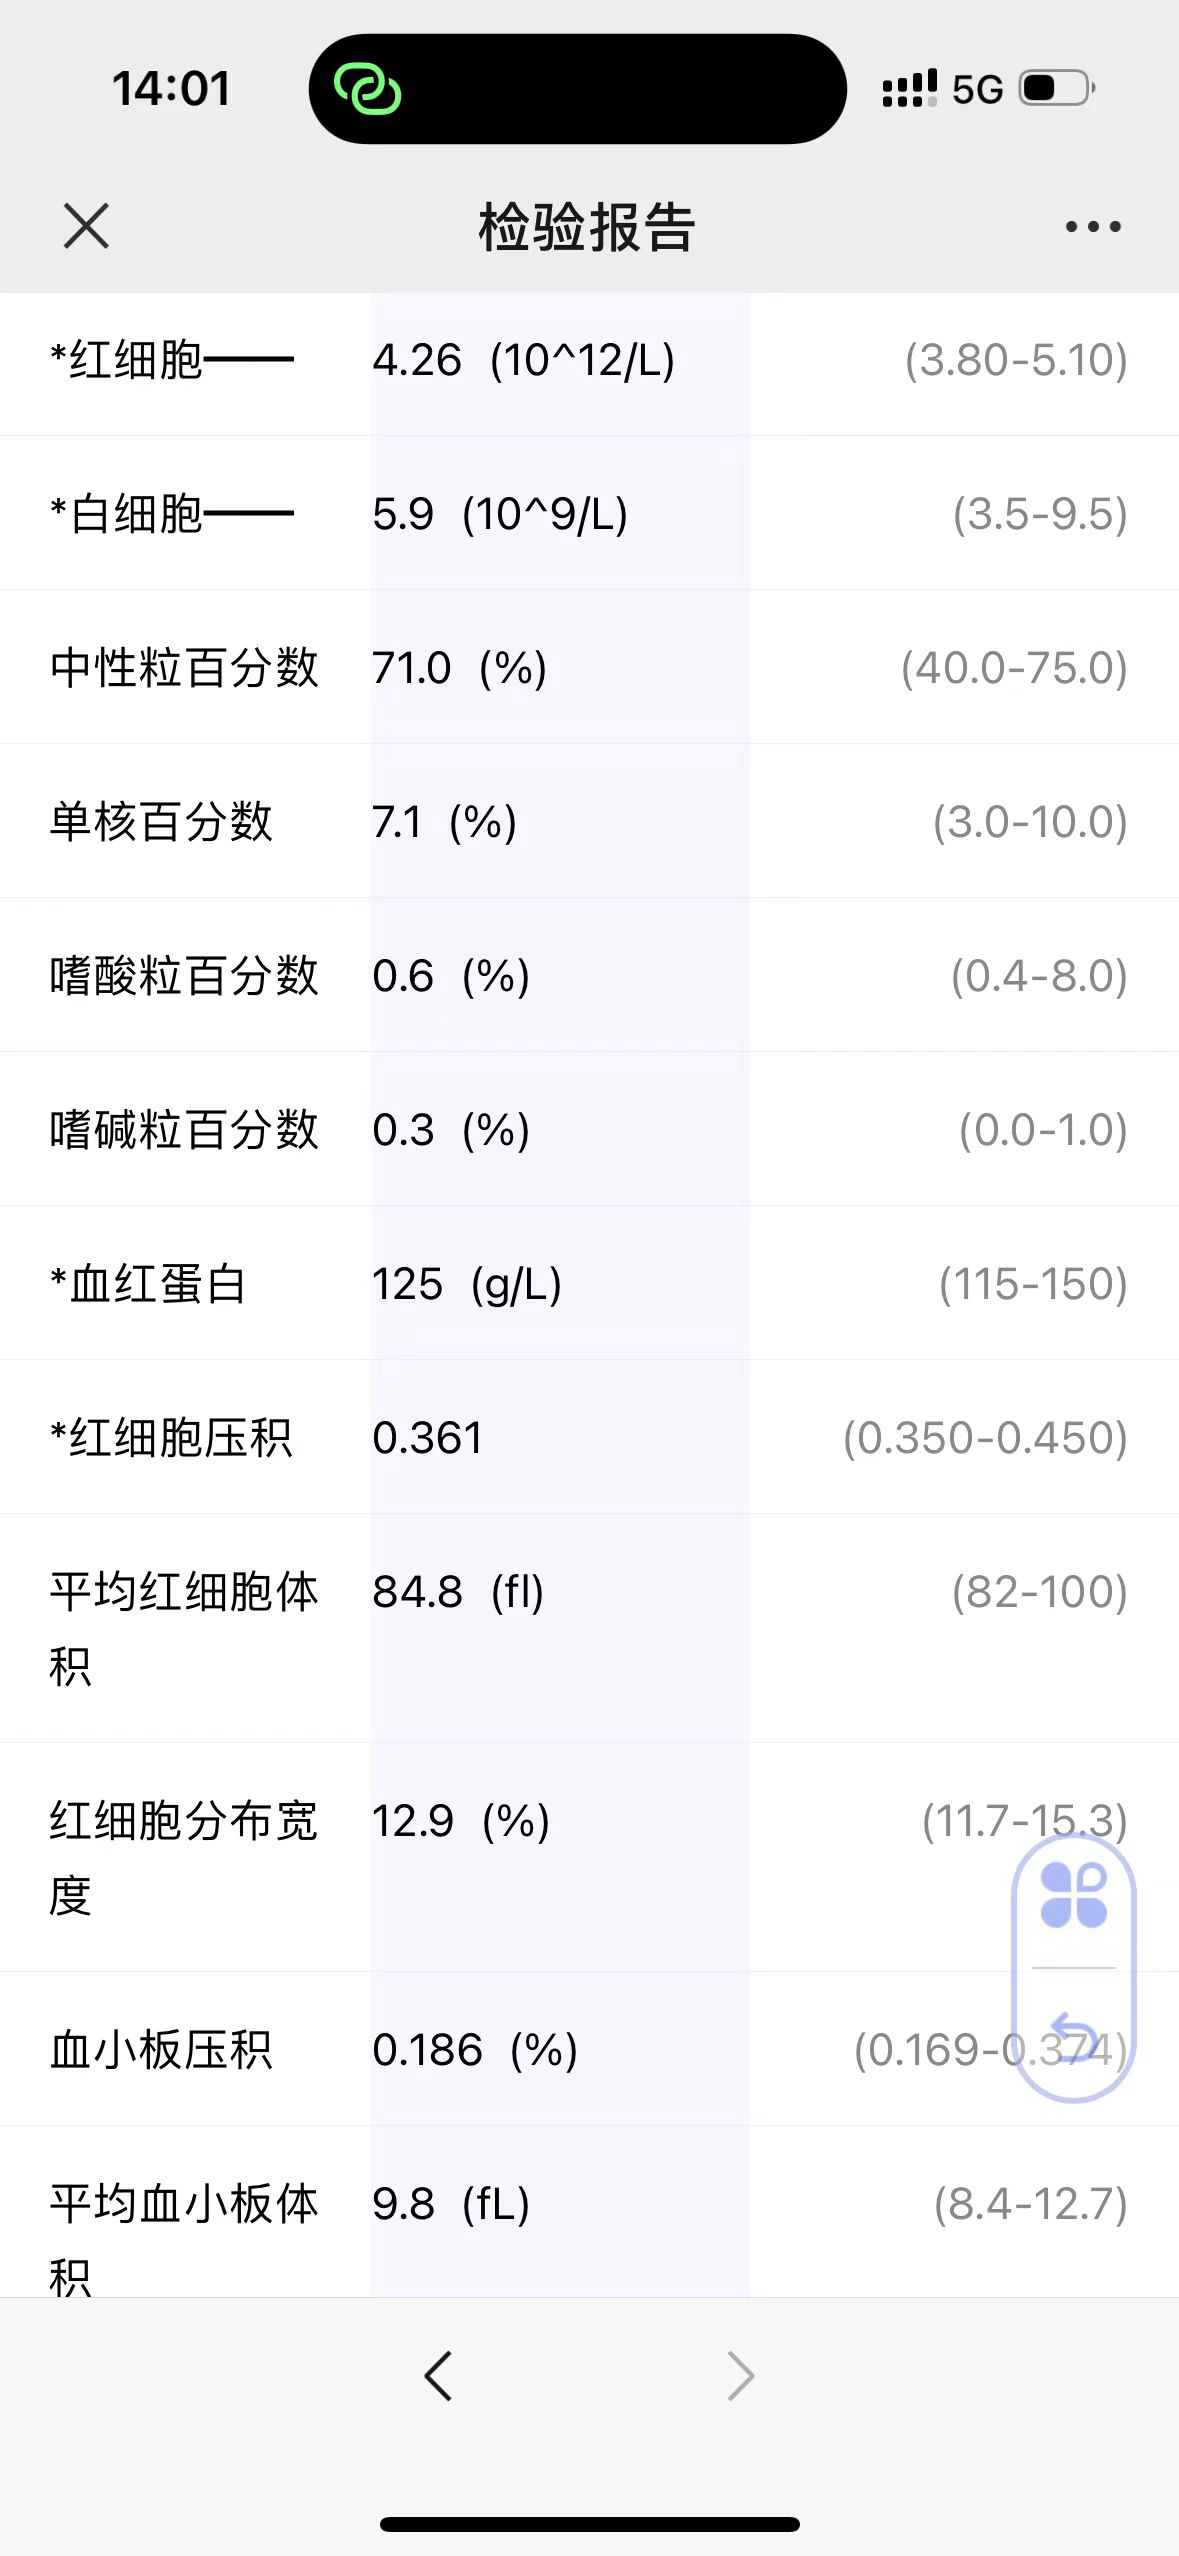 14:01
5G
检验报告
*红细胞—— 4.26 (10^12/L) (3.80-5.10)
*白细胞—— 5.9 (10^9/L) (3.5-9.5)
中性粒百分数 71.0 (%) (40.0-75.0)
单核百分数 7.1 (%) (3.0-10.0)
嗜酸粒百分数 0.6 (%) (0.4-8.0)
嗜碱粒百分数 0.3 (%) (0.0-1.0)
*血红蛋白 125 (g/L) (115-150)
*红细胞压积 0.361 (0.350-0.450)
平均红细胞体 84.8 (fl) (82-100)
积
红细胞分布宽 12.9 (%) (11.7-15.3)
度
血小板压积 0.186 (%) (0.169-0.374)
平均血小板体 9.8 (fL) (8.4-12.7)
积